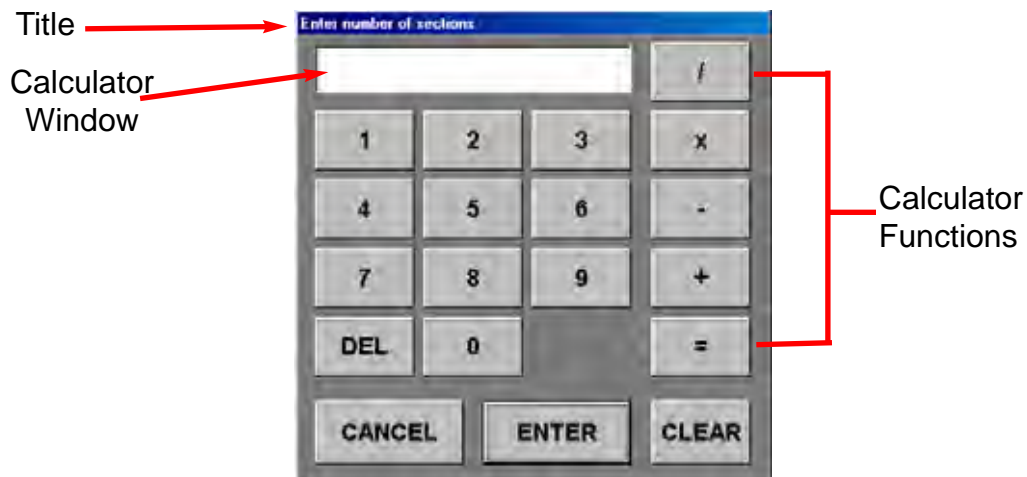 Title
Enter number of sections
Calculator
Window
/
1 2 3 x
4 5 6 -
7 8 9 +
DEL 0 =
CANCEL ENTER CLEAR
Calculator
Functions